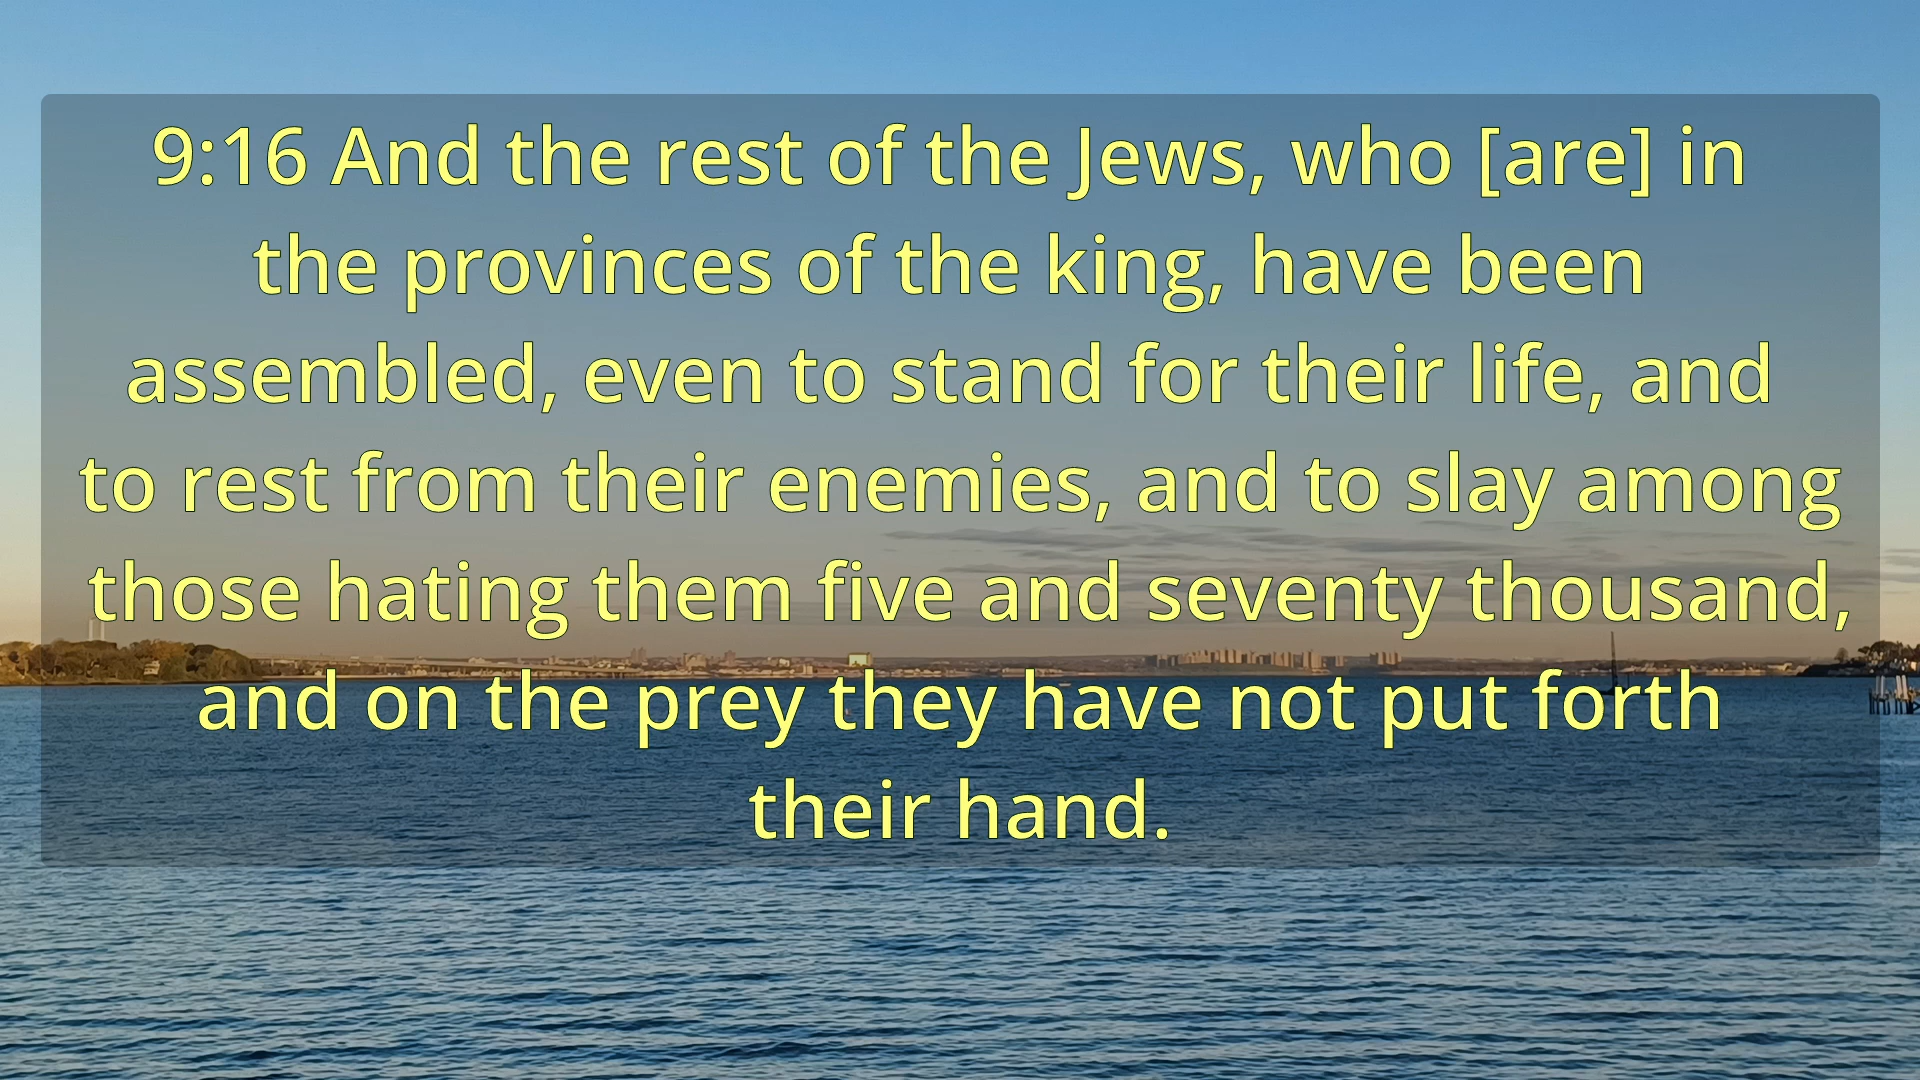 9:16 And the rest of the Jews, who [are] in
the provinces of the king, have been
assembled, even to stand for their life, and
to rest from their enemies, and to slay among
those hating them five and seventy thousand,
and on the prey they have not put forth
their hand.